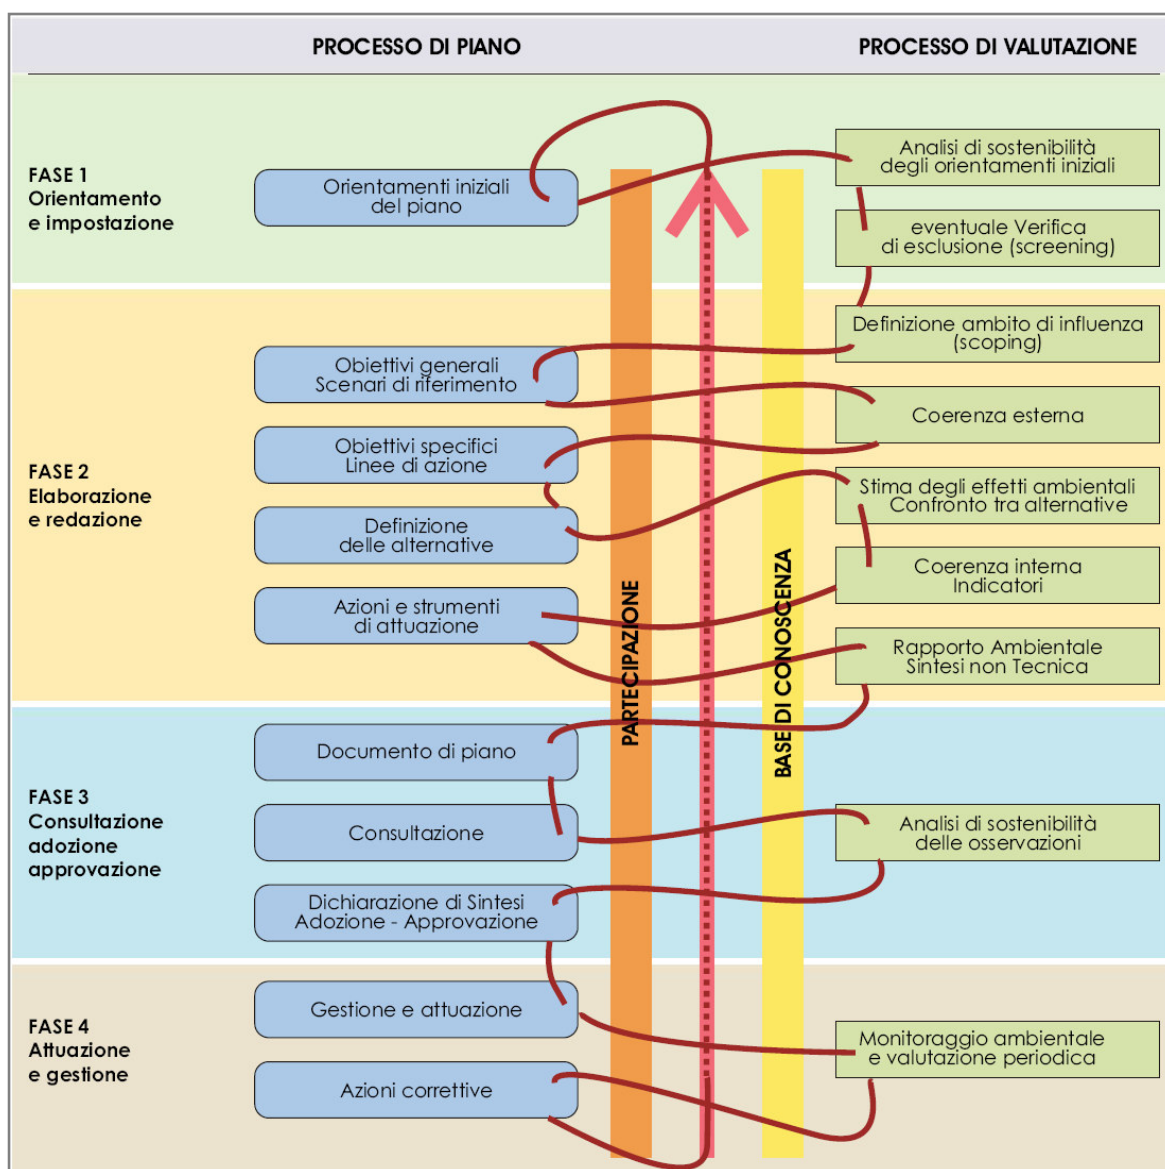 PROCESSO DI PIANO
PROCESSO DI VALUTAZIONE
FASE 1
Orientamento
e impostazione
Orientamenti iniziali
del piano
Analisi di sostenibilità
degli orientamenti iniziali
eventuale Verifica
di esclusione (screening)
FASE 2
Elaborazione
e redazione
Obiettivi generali
Scenari di riferimento
Obiettivi specifici
Linee di azione
Definizione
delle alternative
Azioni e strumenti
di attuazione
Definizione ambito di influenza
(scoping)
Coerenza esterna
Stima degli effetti ambientali
Confronto tra alternative
Coerenza interna
Indicatori
Rapporto Ambientale
Sintesi non Tecnica
PARTECIPAZIONE
BASE DI CONOSCENZA
FASE 3
Consultazione
adozione
approvazione
Documento di piano
Consultazione
Dichiarazione di Sintesi
Adozione - Approvazione
Analisi di sostenibilità
delle osservazioni
FASE 4
Attuazione
e gestione
Gestione e attuazione
Azioni correttive
Monitoraggio ambientale
e valutazione periodica